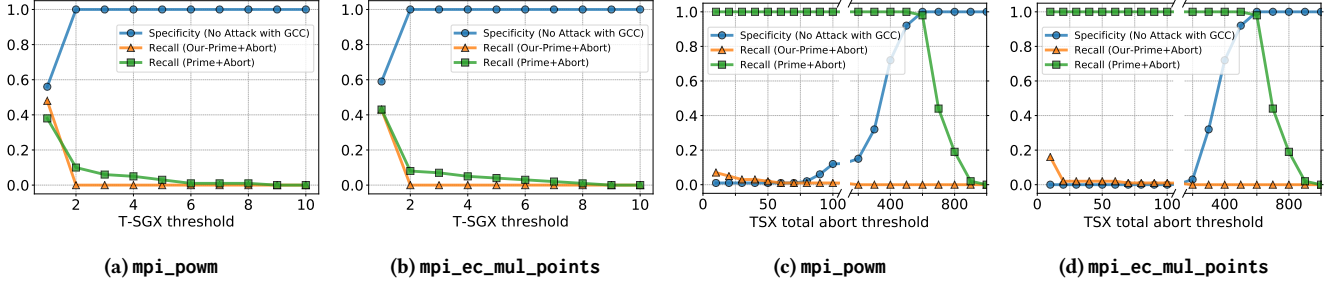 1.0
0.8
0.6
0.4
0.2
0.0
Specificity (No Attack with GCC)
Recall (Our-Prime+Abort)
Recall (Prime+Abort)
2 4 6 8 10
T-SGX threshold
(a) mpi_powm
1.0
0.8
0.6
0.4
0.2
0.0
Specificity (No Attack with GCC)
Recall (Our-Prime+Abort)
Recall (Prime+Abort)
2 4 6 8 10
T-SGX threshold
(b) mpi_ec_mul_points
1.0
0.8
0.6
0.4
0.2
0.0
Specificity (No Attack with GCC)
Recall (Our-Prime+Abort)
Recall (Prime+Abort)
0 50 100 400 800
TSX total abort threshold
(c) mpi_powm
1.0
0.8
0.6
0.4
0.2
0.0
Specificity (No Attack with GCC)
Recall (Our-Prime+Abort)
Recall (Prime+Abort)
0 50 100 400 800
TSX total abort threshold
(d) mpi_ec_mul_points